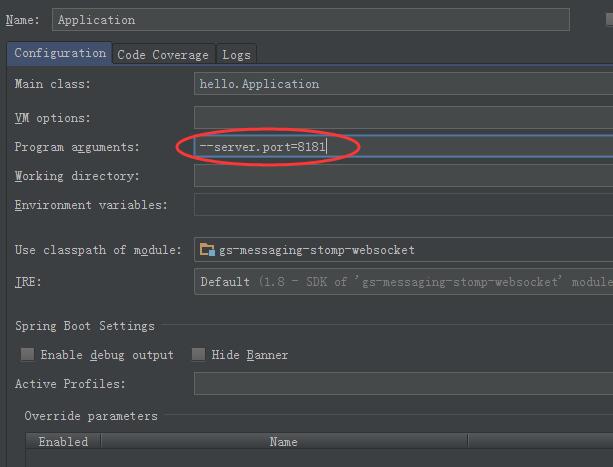 Name: Application
Configuration Code Coverage Logs
Main class: hello.Application
VM options:
Program arguments: --server.port=8181
Working directory:
Environment variables:
Use classpath of module: gs-messaging-stomp-websocket
JRE: Default (1.8 - SDK of 'gs-messaging-stomp-websocket' module
Spring Boot Settings
Enable debug output Hide Banner
Active Profiles:
Override parameters
Enabled Name